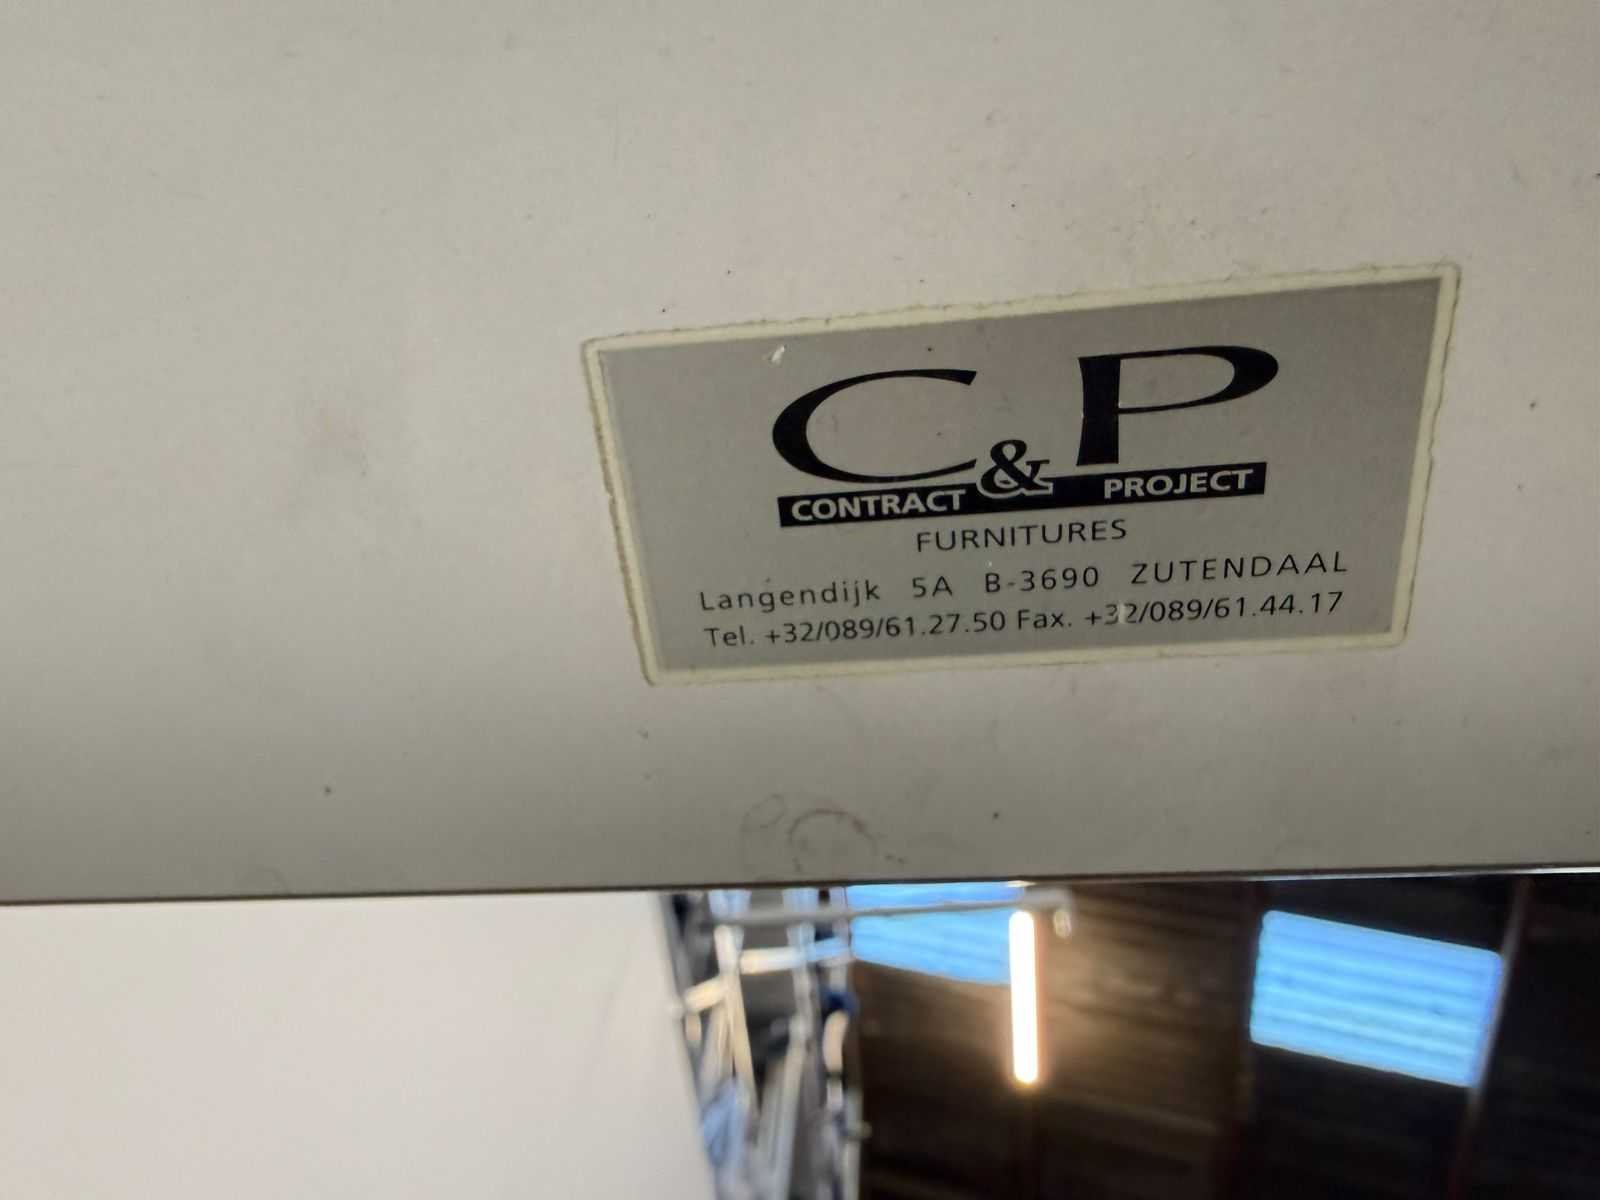 C&P
CONTRACT PROJECT
FURNITURES
Langendijk 5A B-3690 ZUTENDAAL
Tel. +32/089/61.27.50 Fax. +32/089/61.44.17